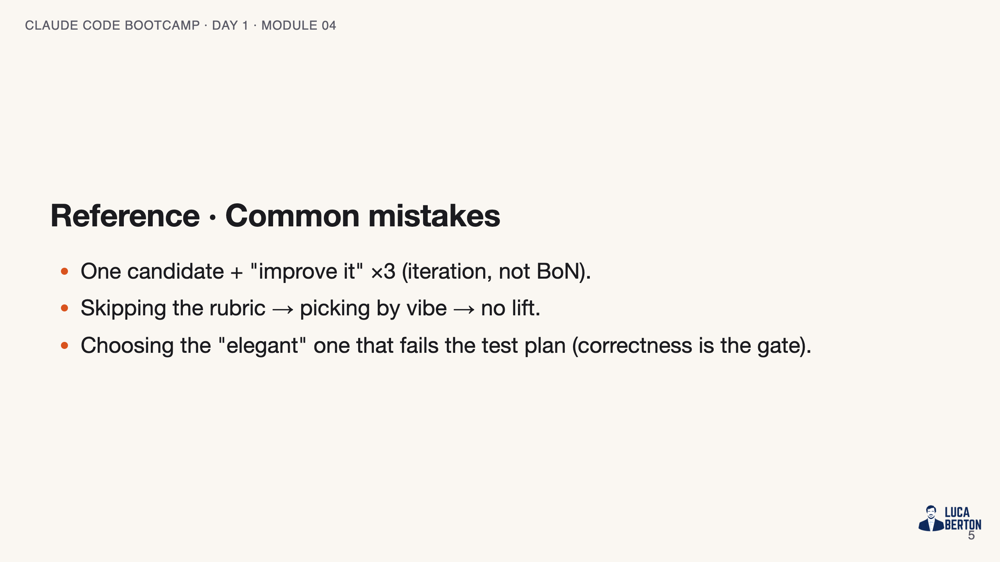 CLAUDE CODE BOOTCAMP · DAY 1 · MODULE 04
Reference · Common mistakes
• One candidate + "improve it" ×3 (iteration, not BoN).
• Skipping the rubric → picking by vibe → no lift.
• Choosing the "elegant" one that fails the test plan (correctness is the gate).
LUCA
BERTON
5